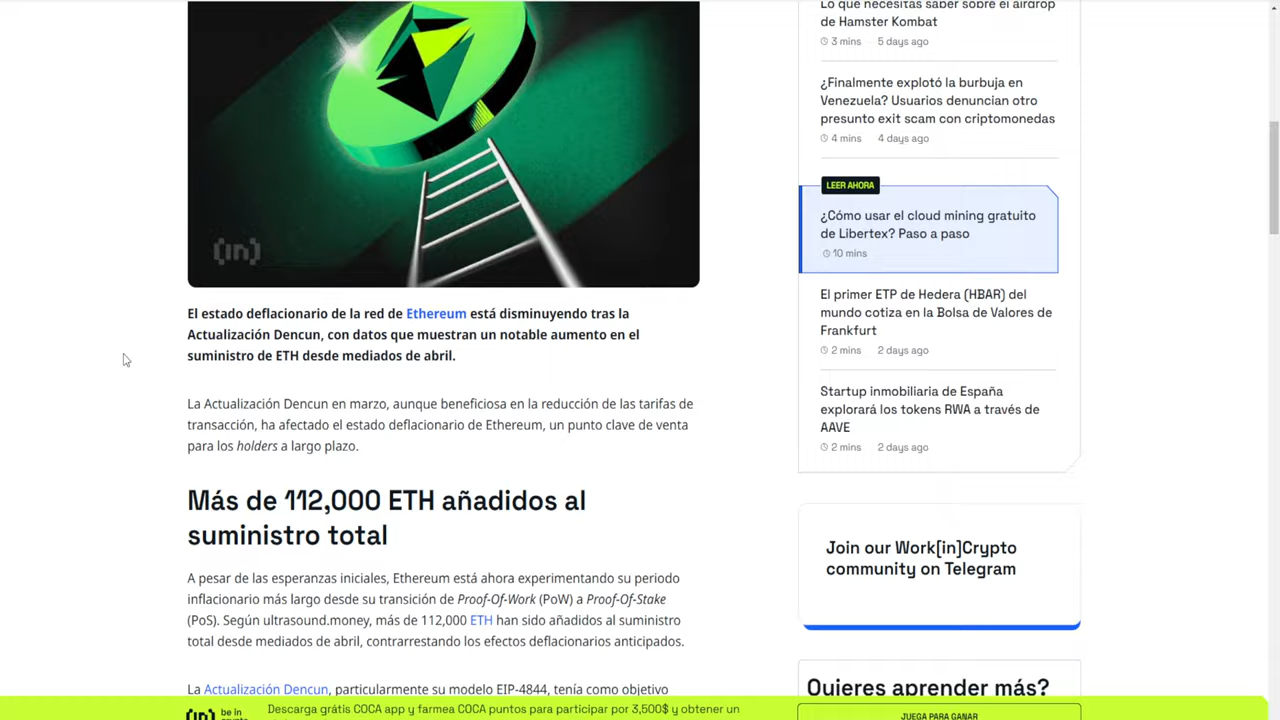 Lo que necesitas saber sobre el airdrop
de Hamster Kombat
3 mins 5 days ago
¿Finalmente explotó la burbuja en
Venezuela? Usuarios denuncian otro
presunto exit scam con criptomonedas
4 mins 4 days ago
LEER AHORA
¿Cómo usar el cloud mining gratuito
de Libertex? Paso a paso
10 mins
El primer ETP de Hedera (HBAR) del
mundo cotiza en la Bolsa de Valores de
Frankfurt
2 mins 2 days ago
Startup inmobiliaria de España
explorará los tokens RWA a través de
AAVE
2 mins 2 days ago
Join our Work[in]Crypto
community on Telegram
Quieres aprender más?
JUEGA PARA GANAR
(in)
El estado deflacionario de la red de Ethereum está disminuyendo tras la
Actualización Dencun, con datos que muestran un notable aumento en el
suministro de ETH desde mediados de abril.
La Actualización Dencun en marzo, aunque beneficiosa en la reducción de las tarifas de
transacción, ha afectado el estado deflacionario de Ethereum, un punto clave de venta
para los holders a largo plazo.
Más de 112,000 ETH añadidos al
suministro total
A pesar de las esperanzas iniciales, Ethereum está ahora experimentando su periodo
inflacionario más largo desde su transición de Proof-Of-Work (PoW) a Proof-Of-Stake
(PoS). Según ultrasound.money, más de 112,000 ETH han sido añadidos al suministro
total desde mediados de abril, contrarrestando los efectos deflacionarios anticipados.
La Actualización Dencun, particularmente su modelo EIP-4844, tenía como objetivo
(in) be in
Descarga grátis COCA app y farmea COCA puntos para participar por 3,500$ y obtener un